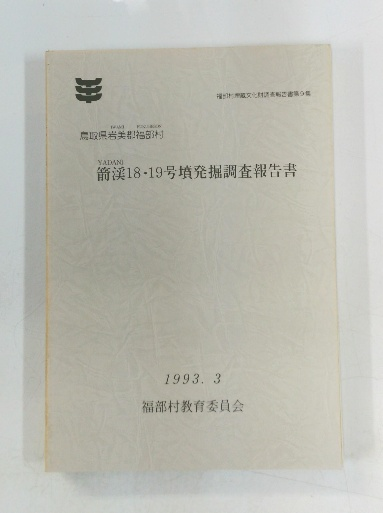 福部村埋蔵文化財調査報告書第9集
鳥取県岩美郡福部村
YADANI
箭渓18・19号墳発掘調査報告書
1993. 3
福部村教育委員会